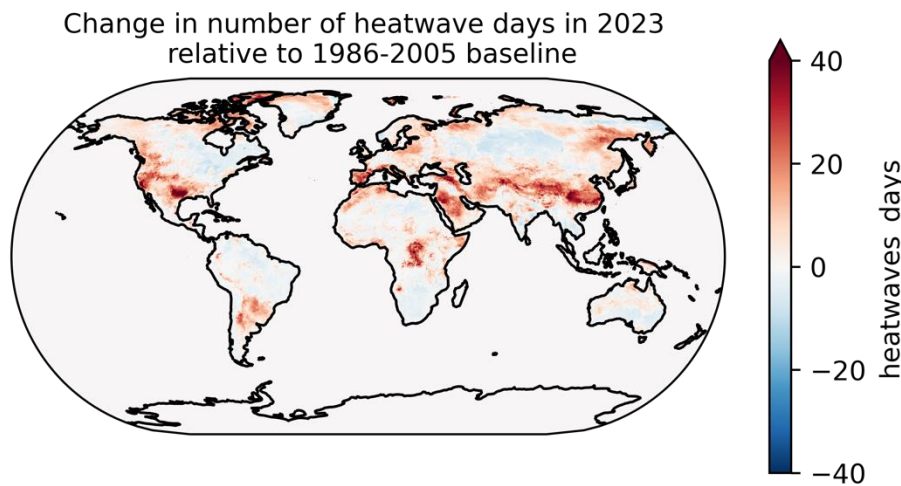 Change in number of heatwave days in 2023
relative to 1986-2005 baseline
40
20
0
−20
−40
heatwaves days